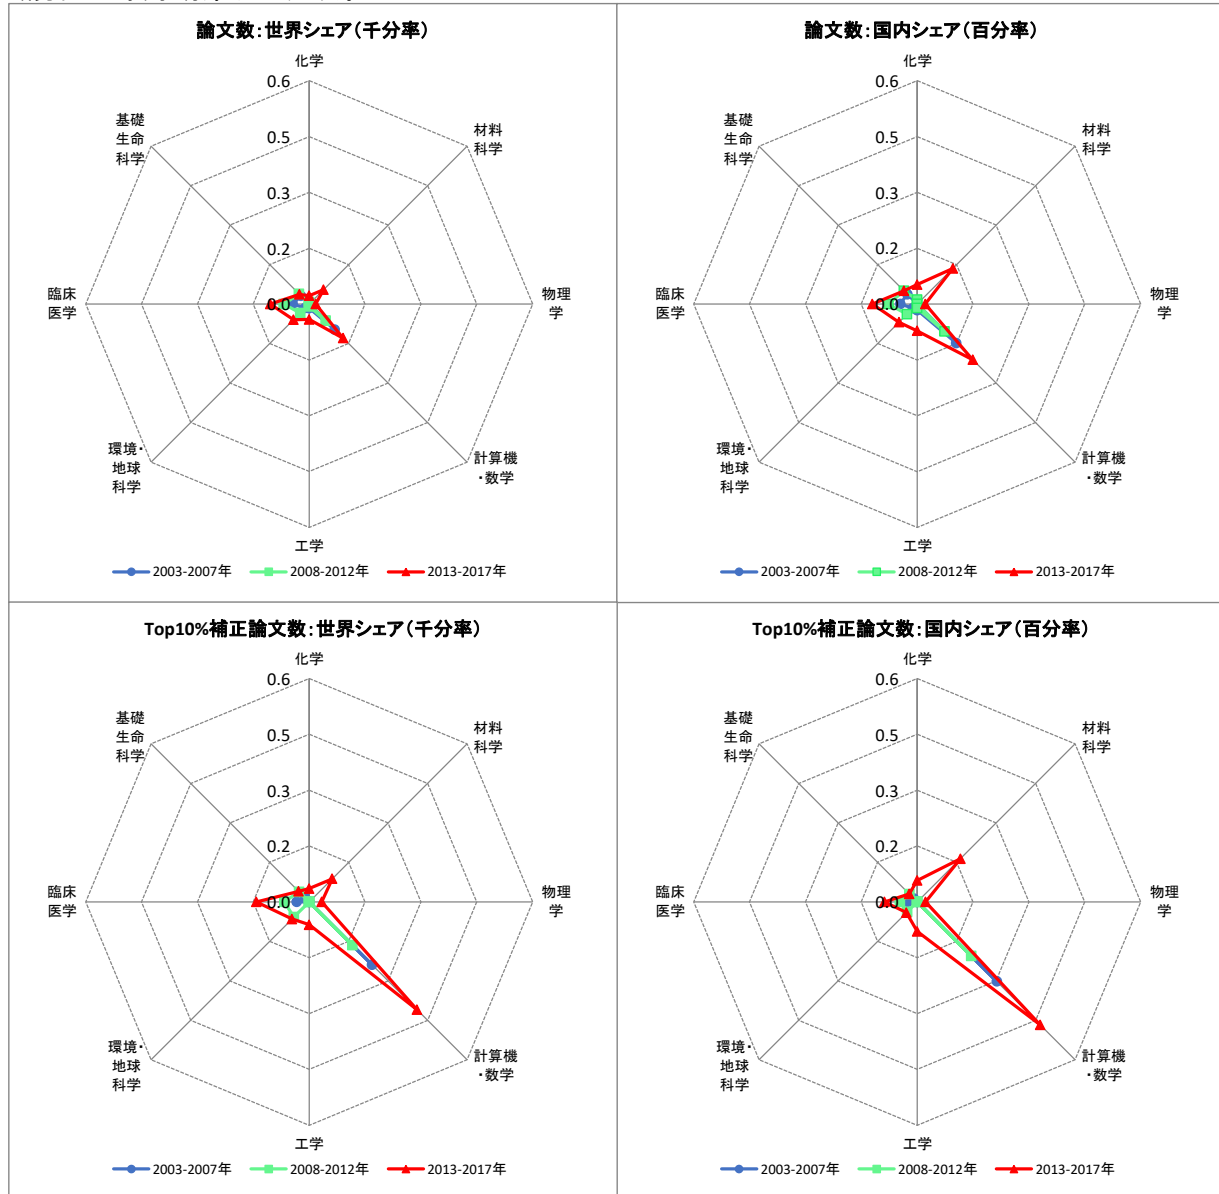 論文数：世界シェア（千分率）
化学
0.6
基礎
生命
科学
材料
科学
0.5
0.3
0.2
臨床
医学
0.0
物理
学
環境・
地球
科学
計算機
・数学
工学
2003-2007年 2008-2012年 2013-2017年
論文数：国内シェア（百分率）
化学
0.6
基礎
生命
科学
材料
科学
0.5
0.3
0.2
臨床
医学
0.0
物理
学
環境・
地球
科学
計算機
・数学
工学
2003-2007年 2008-2012年 2013-2017年
Top10%補正論文数：世界シェア（千分率）
化学
0.6
基礎
生命
科学
材料
科学
0.5
0.3
0.2
臨床
医学
0.0
物理
学
環境・
地球
科学
計算機
・数学
工学
2003-2007年 2008-2012年 2013-2017年
Top10%補正論文数：国内シェア（百分率）
化学
0.6
基礎
生命
科学
材料
科学
0.5
0.3
0.2
臨床
医学
0.0
物理
学
環境・
地球
科学
計算機
・数学
工学
2003-2007年 2008-2012年 2013-2017年